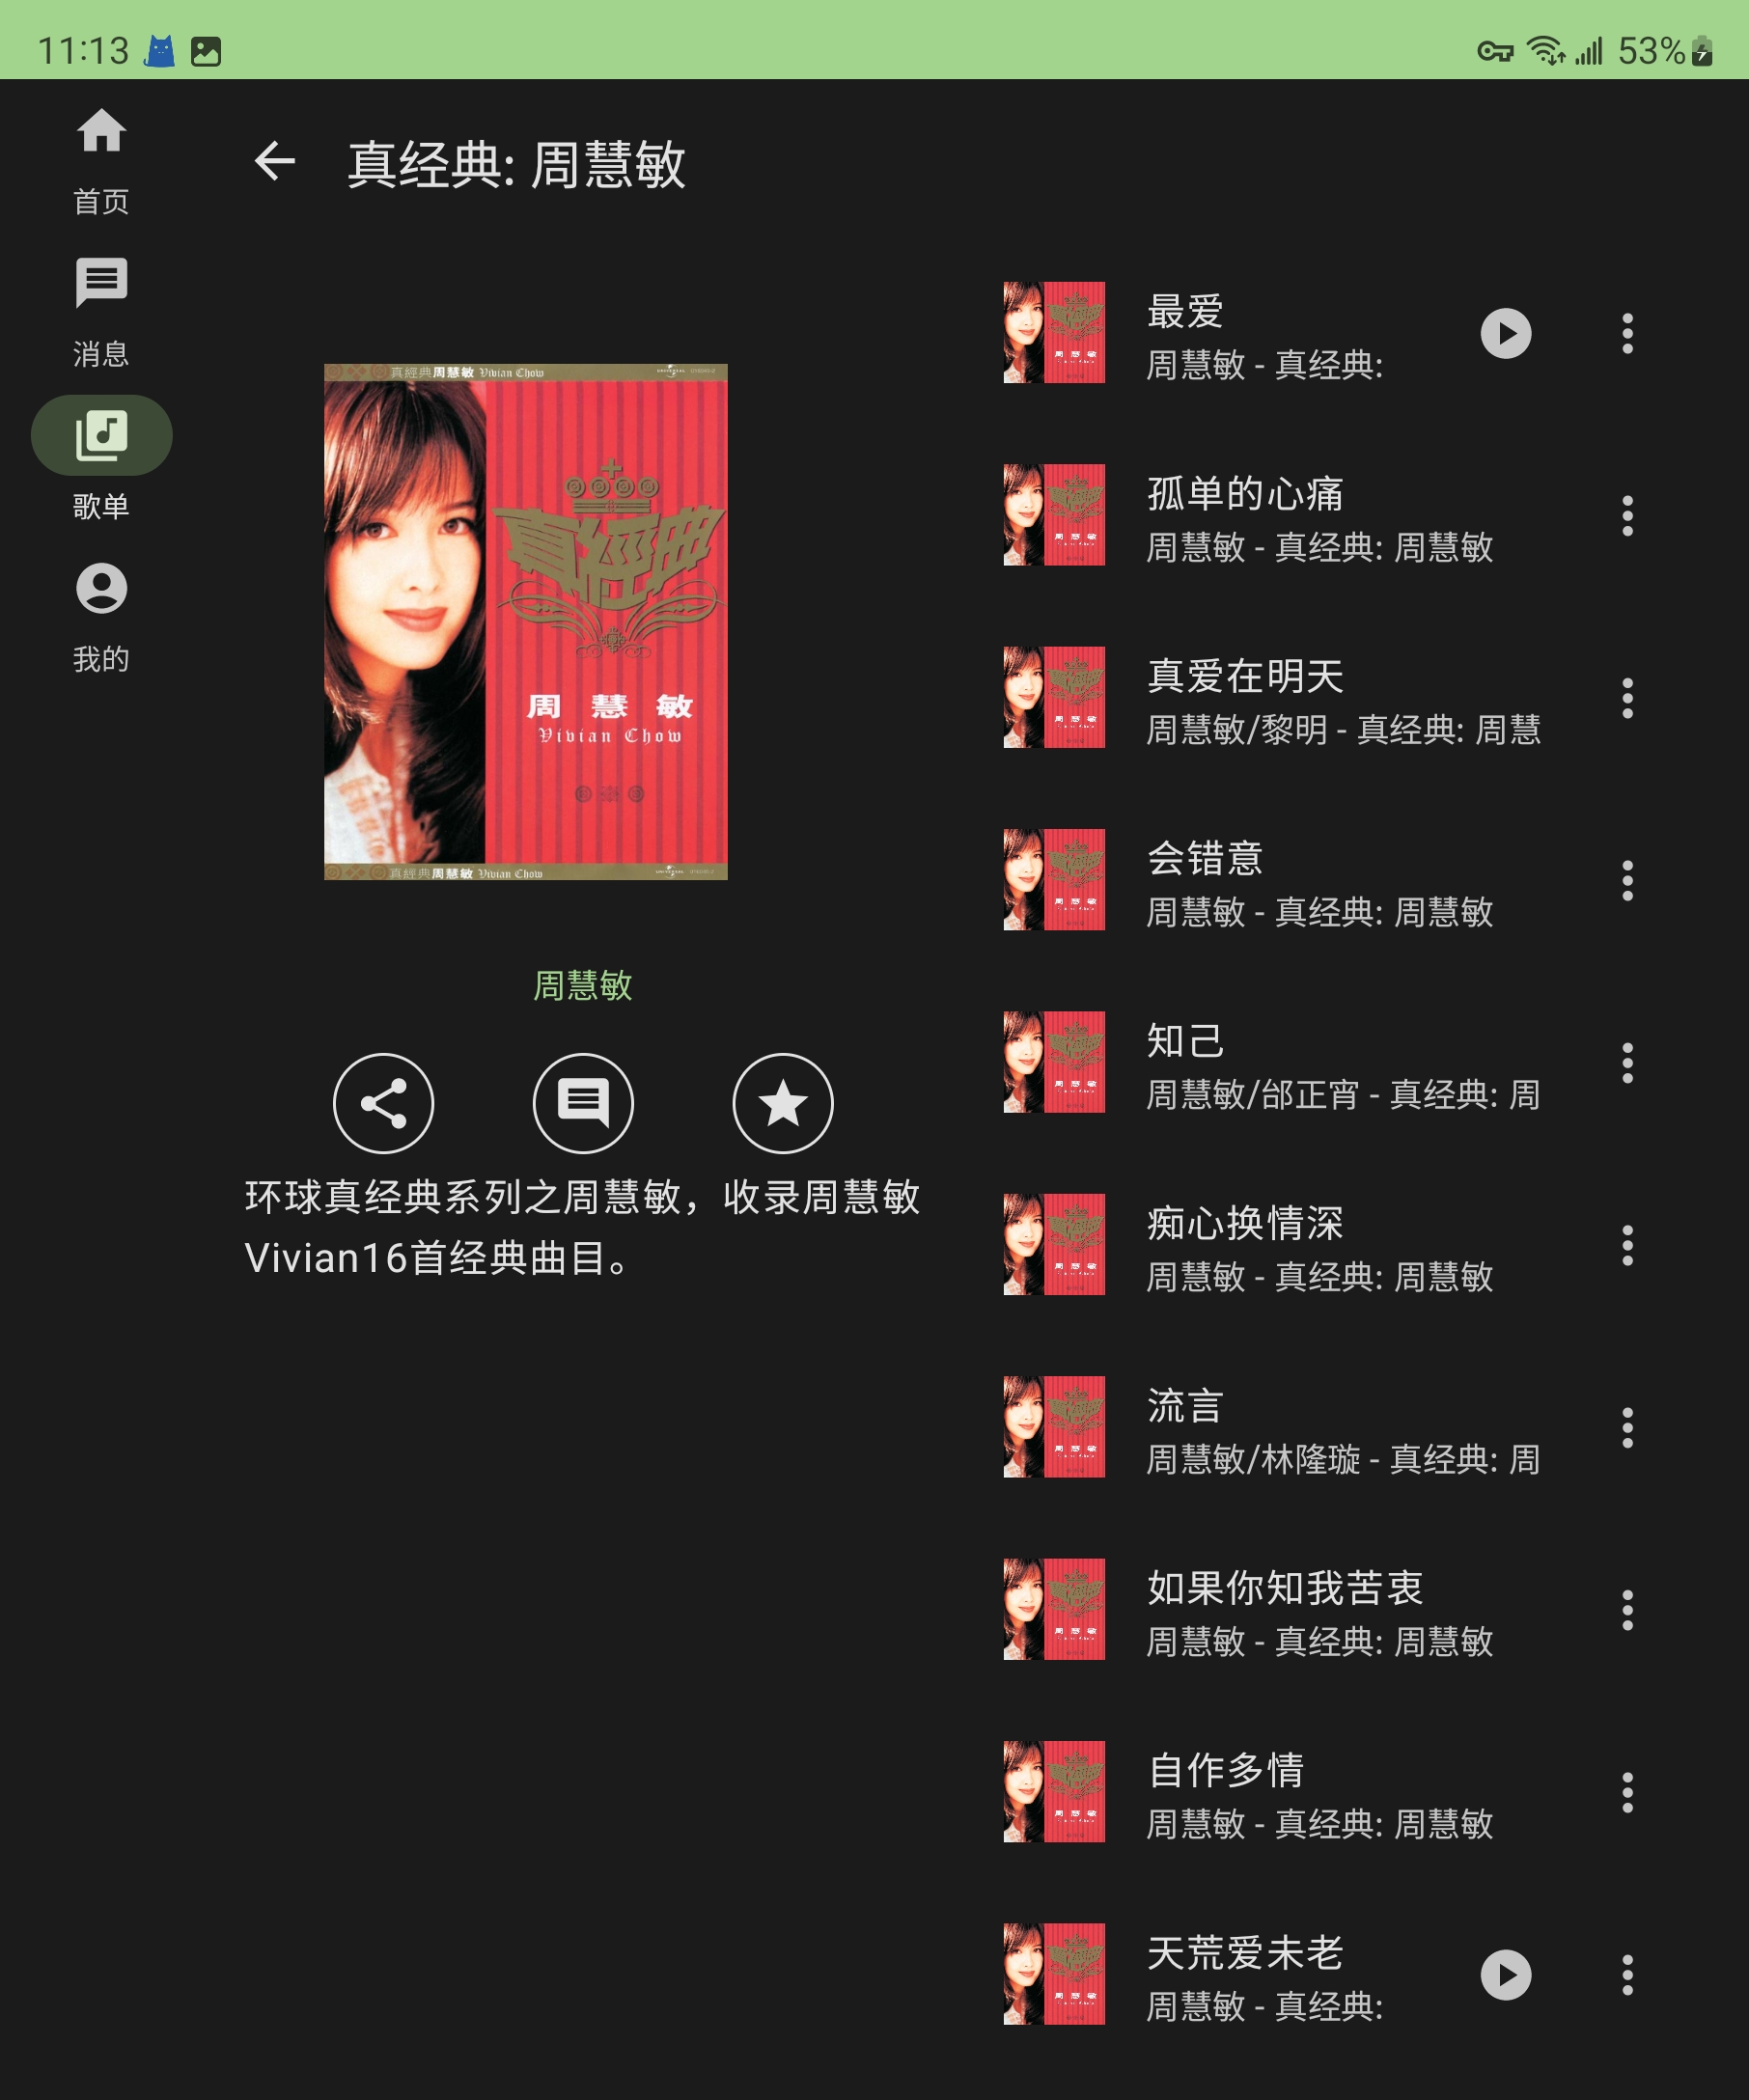 11:13
53%
首页
消息
歌单
我的
真经典: 周慧敏
真經典周慧敏 Vivian Chow
UNIVERSAL
真經典
周慧敏
Vivian Chow
真經典周慧敏 Vivian Chow
UNIVERSAL
周慧敏
环球真经典系列之周慧敏，收录周慧敏
Vivian16首经典曲目。
最爱
周慧敏 - 真经典:
孤单的心痛
周慧敏 - 真经典: 周慧敏
真爱在明天
周慧敏/黎明 - 真经典: 周慧
会错意
周慧敏 - 真经典: 周慧敏
知己
周慧敏/邰正宵 - 真经典: 周
痴心换情深
周慧敏 - 真经典: 周慧敏
流言
周慧敏/林隆璇 - 真经典: 周
如果你知我苦衷
周慧敏 - 真经典: 周慧敏
自作多情
周慧敏 - 真经典: 周慧敏
天荒爱未老
周慧敏 - 真经典: